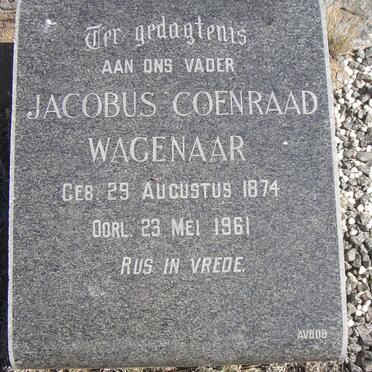 Ter gedagtenis
AAN ONS VADER
JACOBUS COENRAAD
WAGENAAR
GEB. 29 AUGUSTUS 1874
OORL. 23 MEI 1961
RUS IN VREDE.
AVBOB